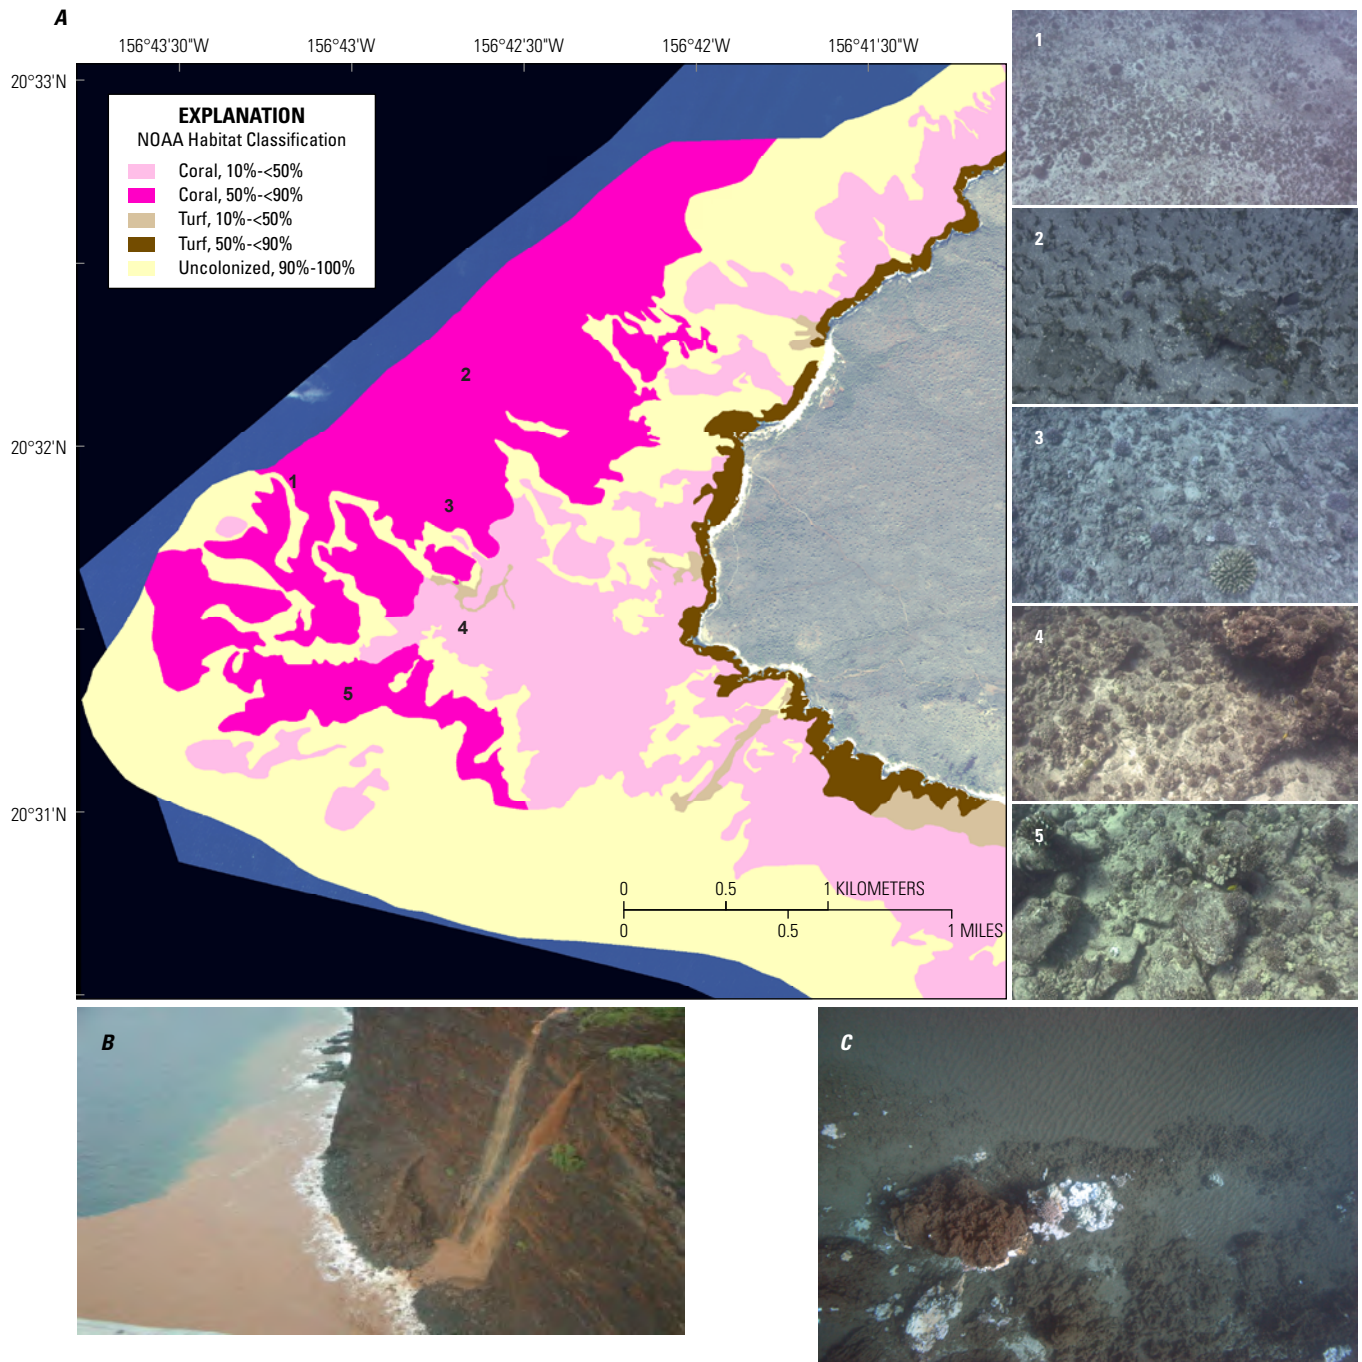 A
156°43'30"W 156°43'W 156°42'30"W 156°42'W 156°41'30"W
20°33'N
20°32'N
20°31'N
EXPLANATION
NOAA Habitat Classification
Coral, 10%-<50%
Coral, 50%-<90%
Turf, 10%-<50%
Turf, 50%-<90%
Uncolonized, 90%-100%
2
1
3
4
5
0 0.5 1 KILOMETERS
0 0.5 1 MILES
1
2
3
4
5
B
C